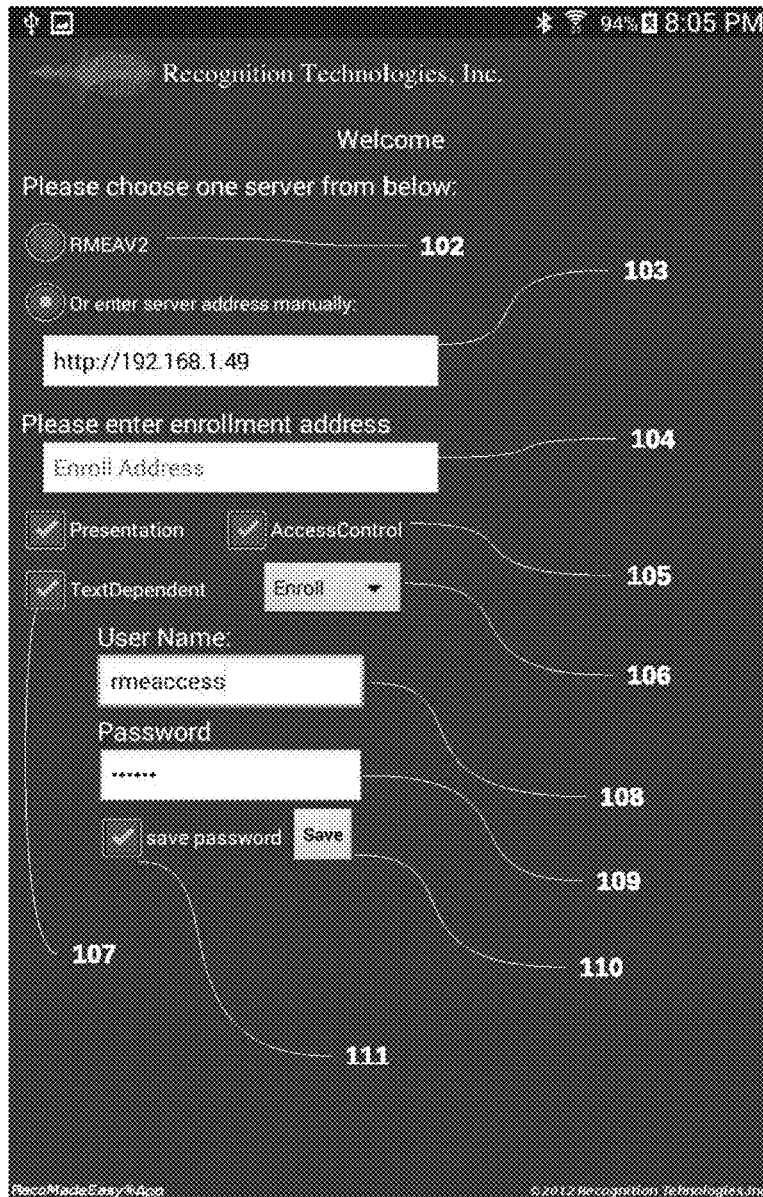 94% 8:05 PM
Recognition Technologies, Inc.
Welcome
Please choose one server from below:
RMEAV2
102
103
Or enter server address manually:
http://192.168.1.49
Please enter enrollment address
104
Enroll Address
Presentation AccessControl
105
TextDependent Enroll
106
User Name:
rmeaccess
Password
••••••
108
save password Save
109
107
110
111
RecoMadeEasy® App © 2012 Recognition Tehnologies, Inc